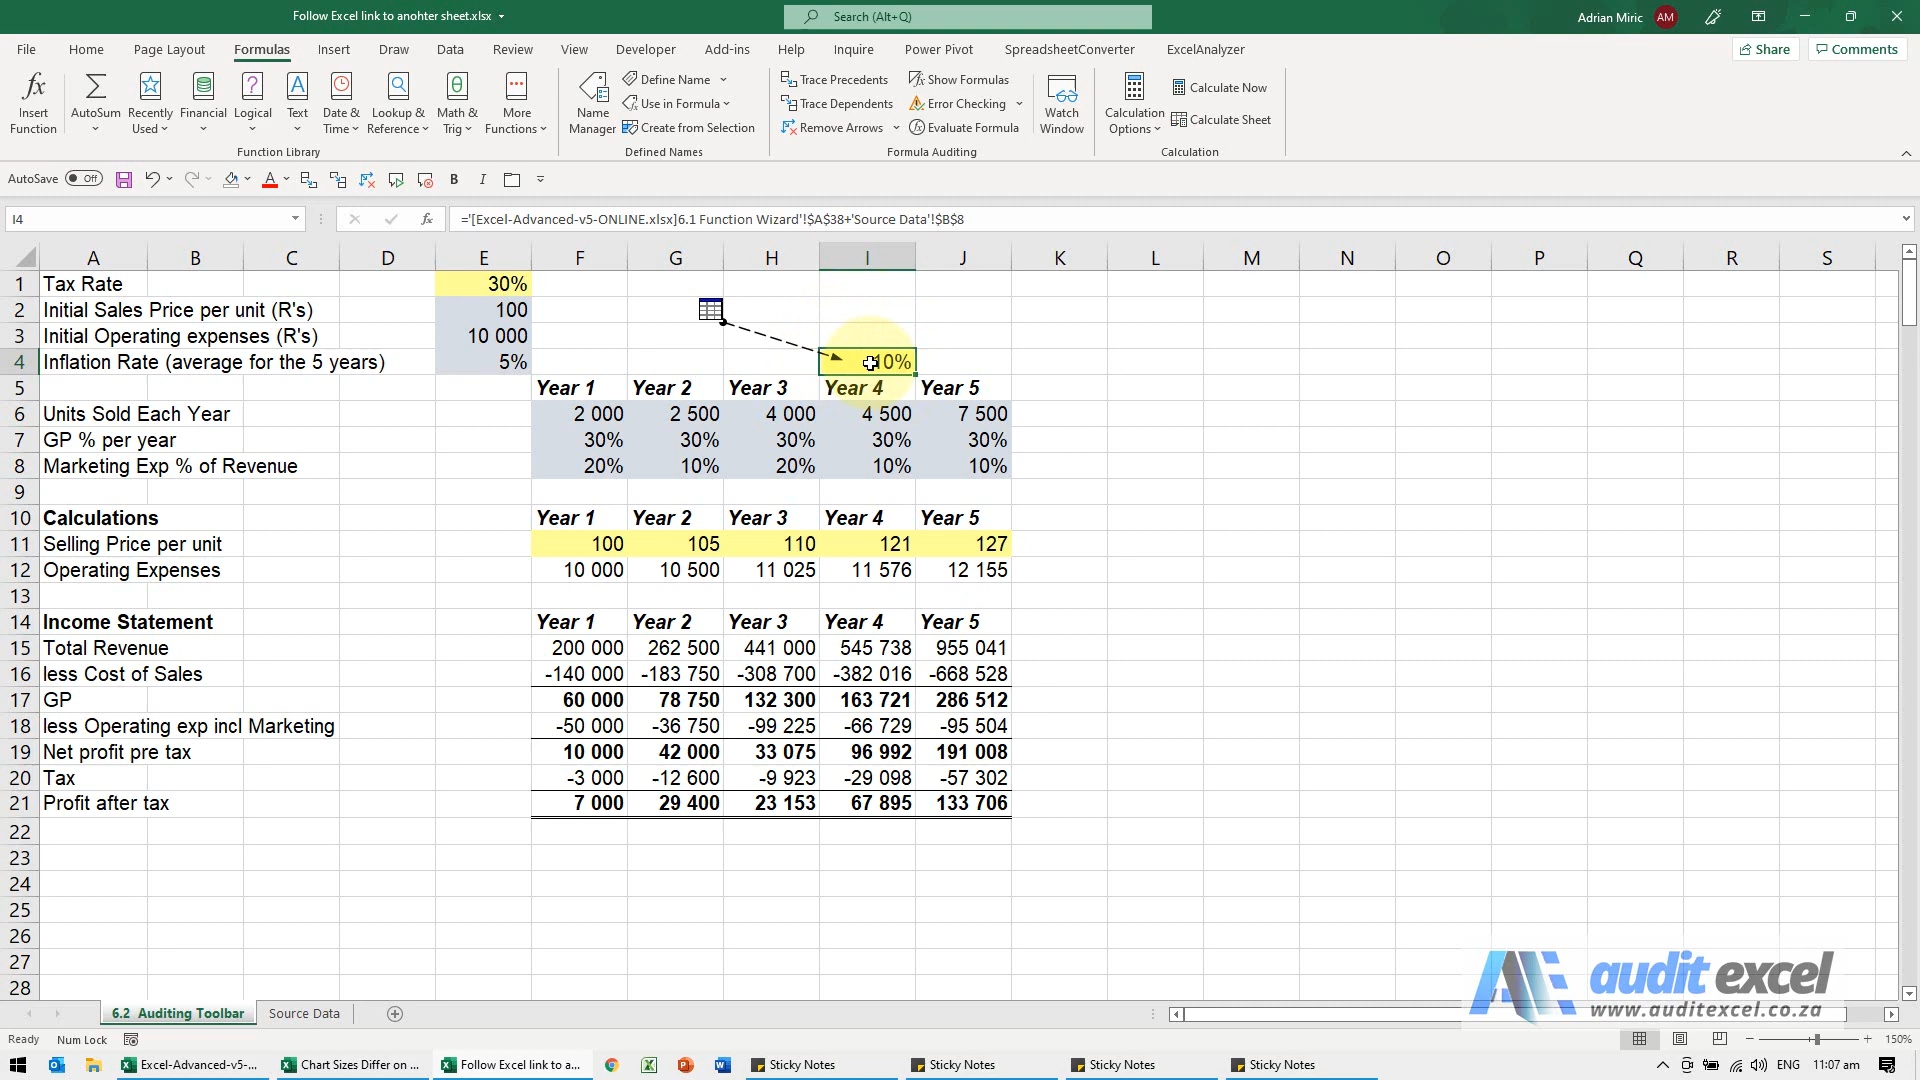 Follow Excel link to anohter sheet.xlsx
Search (Alt+Q)
Adrian Miric AM
File Home Page Layout Formulas Insert Draw Data Review View Developer Add-ins Help Inquire Power Pivot SpreadsheetConverter ExcelAnalyzer Share Comments
Insert Function
AutoSum
Recently Used
Financial
Logical
Text
Date & Time
Lookup & Reference
Math & Trig
More Functions
Function Library
Name Manager
Define Name
Use in Formula
Create from Selection
Defined Names
Trace Precedents
Trace Dependents
Remove Arrows
Show Formulas
Error Checking
Evaluate Formula
Formula Auditing
Watch Window
Calculation Options
Calculate Now
Calculate Sheet
Calculation
AutoSave Off B I
I4 fx ='[Excel-Advanced-v5-ONLINE.xlsx]6.1 Function Wizard'!$A$38+'Source Data'!$B$8
A B C D E F G H I J K L M N O P Q R S
1 Tax Rate 30%
2 Initial Sales Price per unit (R's) 100
3 Initial Operating expenses (R's) 10 000
4 Inflation Rate (average for the 5 years) 5% 10%
5 Year 1 Year 2 Year 3 Year 4 Year 5
6 Units Sold Each Year 2 000 2 500 4 000 4 500 7 500
7 GP % per year 30% 30% 30% 30% 30%
8 Marketing Exp % of Revenue 20% 10% 20% 10% 10%
9
10 Calculations Year 1 Year 2 Year 3 Year 4 Year 5
11 Selling Price per unit 100 105 110 121 127
12 Operating Expenses 10 000 10 500 11 025 11 576 12 155
13
14 Income Statement Year 1 Year 2 Year 3 Year 4 Year 5
15 Total Revenue 200 000 262 500 441 000 545 738 955 041
16 less Cost of Sales -140 000 -183 750 -308 700 -382 016 -668 528
17 GP 60 000 78 750 132 300 163 721 286 512
18 less Operating exp incl Marketing -50 000 -36 750 -99 225 -66 729 -95 504
19 Net profit pre tax 10 000 42 000 33 075 96 992 191 008
20 Tax -3 000 -12 600 -9 923 -29 098 -57 302
21 Profit after tax 7 000 29 400 23 153 67 895 133 706
22
23
24
25
26
27
28
audit excel
www.auditexcel.co.za
6.2 Auditing Toolbar Source Data
Ready Num Lock 150%
Excel-Advanced-v5-... Chart Sizes Differ on ... Follow Excel link to a... Sticky Notes Sticky Notes Sticky Notes Sticky Notes ENG 11:07 am